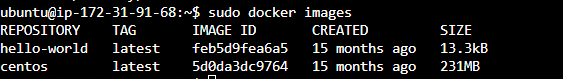 ubuntu@ip-172-31-91-68:~$ sudo docker images
REPOSITORY TAG IMAGE ID CREATED SIZE
hello-world latest feb5d9fea6a5 15 months ago 13.3kB
centos latest 5d0da3dc9764 15 months ago 231MB